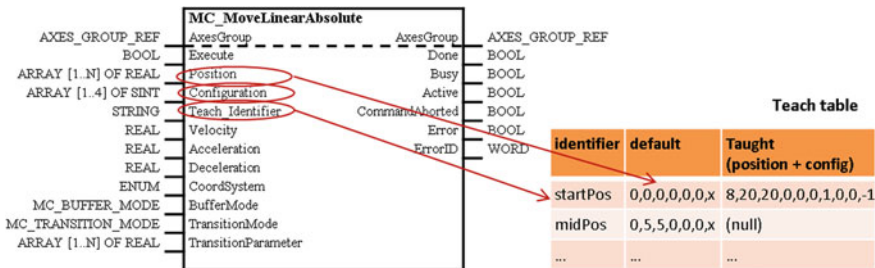 MC_MoveLinearAbsolute
AXES_GROUP_REF AxesGroup AxesGroup AXES_GROUP_REF
BOOL Execute Done BOOL
ARRAY [1..N] OF REAL Position Busy BOOL
ARRAY [1..4] OF SINT Configuration Active BOOL
STRING Teach_Identifier CommandAborted BOOL
REAL Velocity Error BOOL
REAL Acceleration ErrorID WORD
REAL Deceleration
ENUM CoordSystem
MC_BUFFER_MODE BufferMode
MC_TRANSITION_MODE TransitionMode
ARRAY [1..N] OF REAL TransitionParameter
Teach table
identifier default Taught
(position + config)
startPos 0,0,0,0,0,0,x 8,20,20,0,0,0,1,0,0,-1
midPos 0,5,5,0,0,0,x (null)
... ... ...